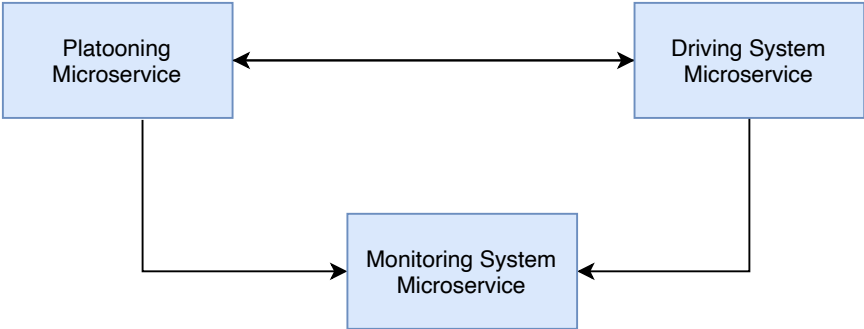 Platooning
Microservice
Driving System
Microservice
Monitoring System
Microservice